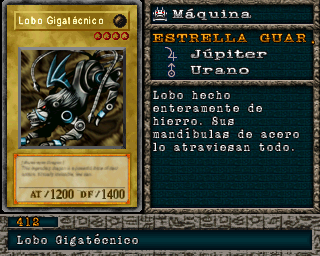 Lobo Gigatécnico
AT/1200 DF/1400
Máquina
ESTRELLA GUAR.
Júpiter
Urano
Lobo hecho
enteramente de
hierro. Sus
mandíbulas de acero
lo atraviesan todo.
412
Lobo Gigatécnico